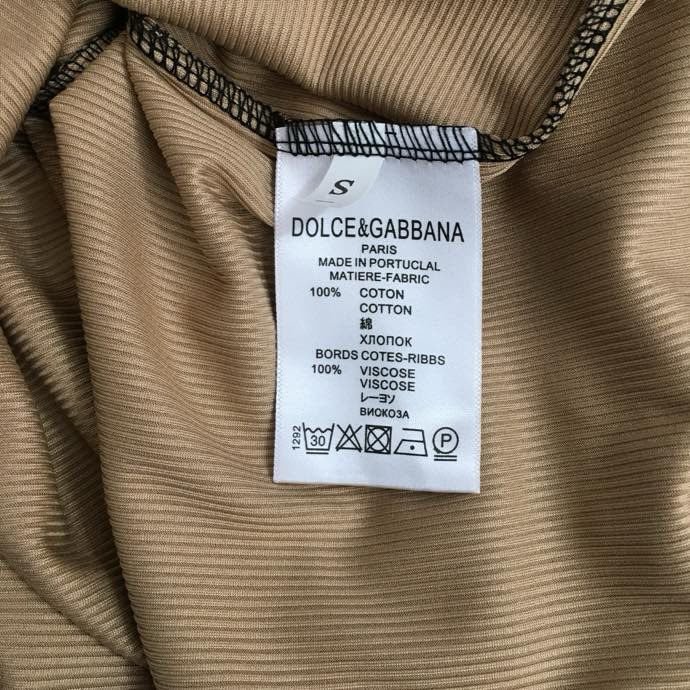 S
DOLCE&GABBANA
PARIS
MADE IN PORTUCLAL
MATIERE-FABRIC
100% COTON
COTTON
綿
ХЛОПОК
BORDS COTES-RIBBS
100% VISCOSE
VISCOSE
レーヨン
ВИСКОЗА
1292 30 P